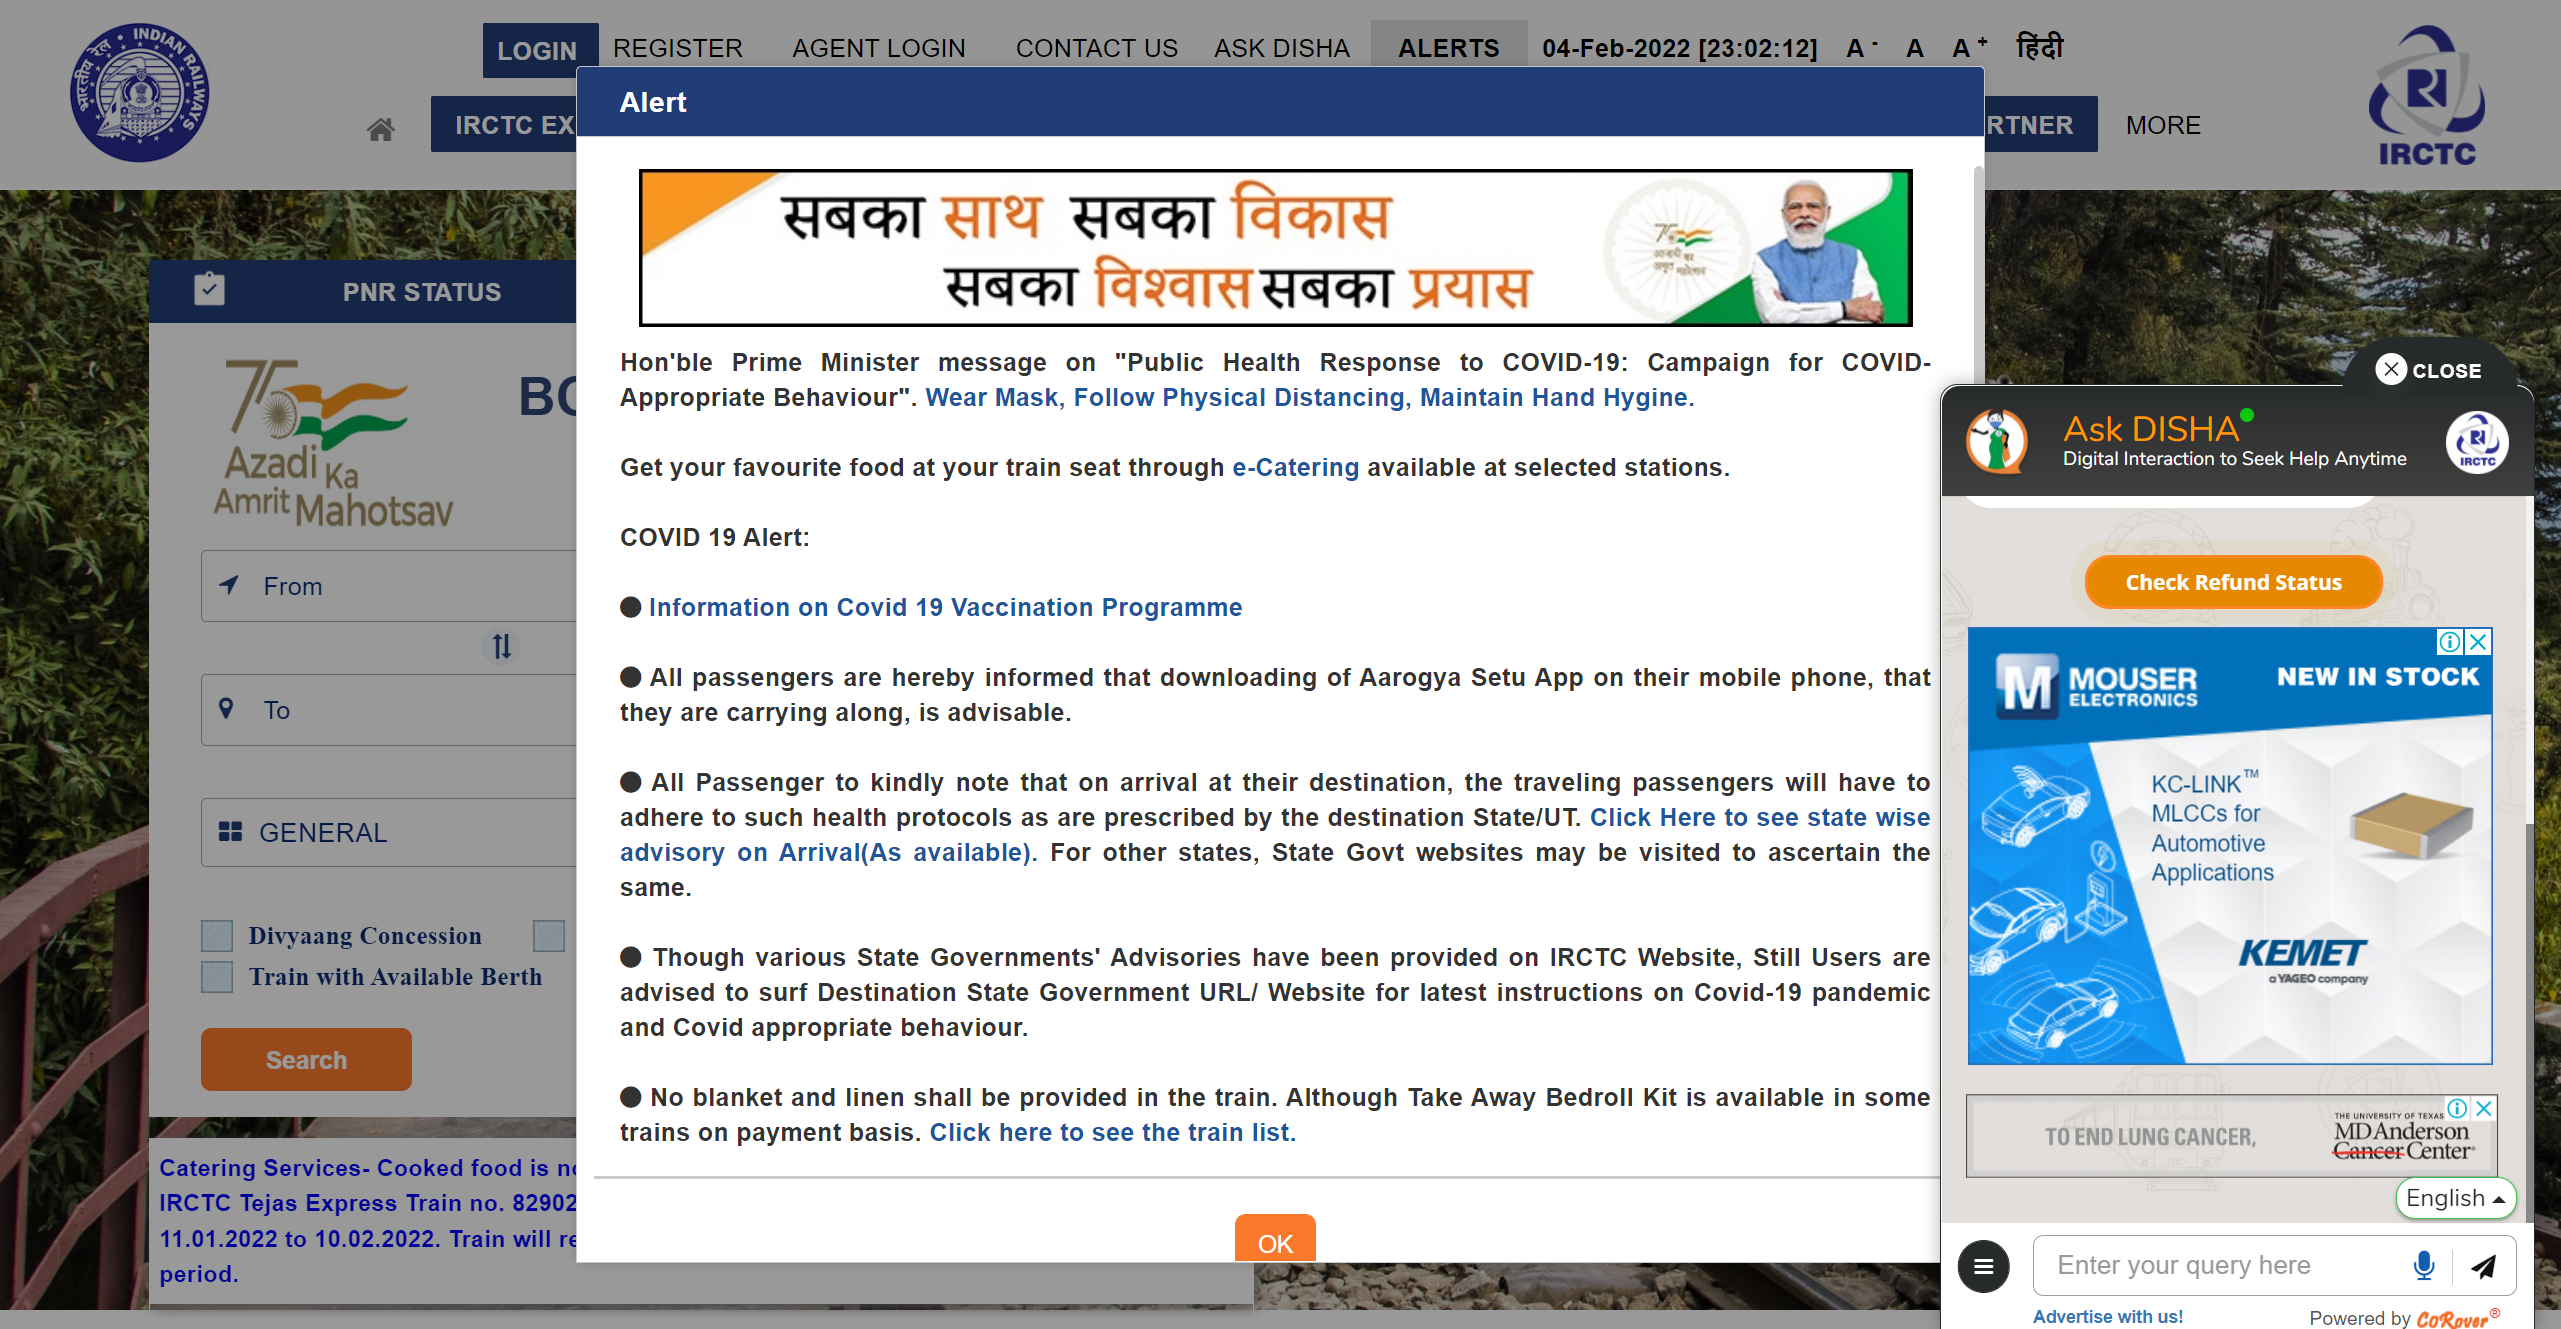 INDIAN RAILWAYS
भारतीय रेल
LOGIN
REGISTER
AGENT LOGIN
CONTACT US
ASK DISHA
ALERTS
04-Feb-2022 [23:02:12]
A -
A
A +
हिंदी
IRCTC EX
RTNER
MORE
IRCTC
Alert
सबका साथ सबका विकास
सबका विश्वास सबका प्रयास
Hon'ble Prime Minister message on "Public Health Response to COVID-19: Campaign for COVID-
Appropriate Behaviour". Wear Mask, Follow Physical Distancing, Maintain Hand Hygine.
Get your favourite food at your train seat through e-Catering available at selected stations.
COVID 19 Alert:
● Information on Covid 19 Vaccination Programme
● All passengers are hereby informed that downloading of Aarogya Setu App on their mobile phone, that
they are carrying along, is advisable.
● All Passenger to kindly note that on arrival at their destination, the traveling passengers will have to
adhere to such health protocols as are prescribed by the destination State/UT. Click Here to see state wise
advisory on Arrival(As available). For other states, State Govt websites may be visited to ascertain the
same.
● Though various State Governments' Advisories have been provided on IRCTC Website, Still Users are
advised to surf Destination State Government URL/ Website for latest instructions on Covid-19 pandemic
and Covid appropriate behaviour.
● No blanket and linen shall be provided in the train. Although Take Away Bedroll Kit is available in some
trains on payment basis. Click here to see the train list.
OK
PNR STATUS
75
Azadi Ka
Amrit Mahotsav
BO
From
To
GENERAL
Divyaang Concession
Train with Available Berth
Search
Catering Services- Cooked food is no
IRCTC Tejas Express Train no. 82902
11.01.2022 to 10.02.2022. Train will re
period.
CLOSE
Ask DISHA
Digital Interaction to Seek Help Anytime
IRCTC
Check Refund Status
M MOUSER
ELECTRONICS
NEW IN STOCK
KC-LINK™
MLCCs for
Automotive
Applications
KEMET
a YAGEO company
TO END LUNG CANCER,
THE UNIVERSITY OF TEXAS
MD Anderson
Cancer Center
English
Enter your query here
Advertise with us!
Powered by CoRover®